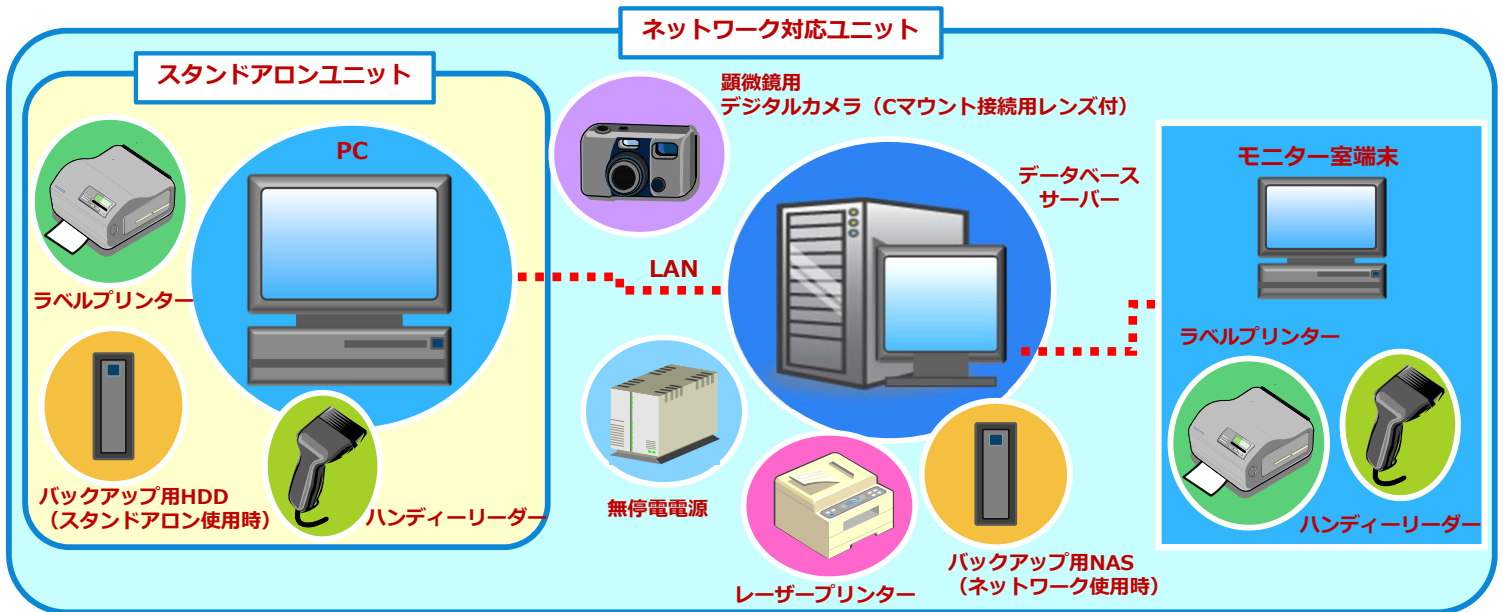 ネットワーク対応ユニット
スタンドアロンユニット
PC
ラベルプリンター
バックアップ用HDD
（スタンドアロン使用時）
ハンディーリーダー
顕微鏡用
デジタルカメラ（Cマウント接続用レンズ付）
LAN
データベース
サーバー
無停電電源
レーザープリンター
バックアップ用NAS
（ネットワーク使用時）
モニター室端末
ラベルプリンター
ハンディーリーダー